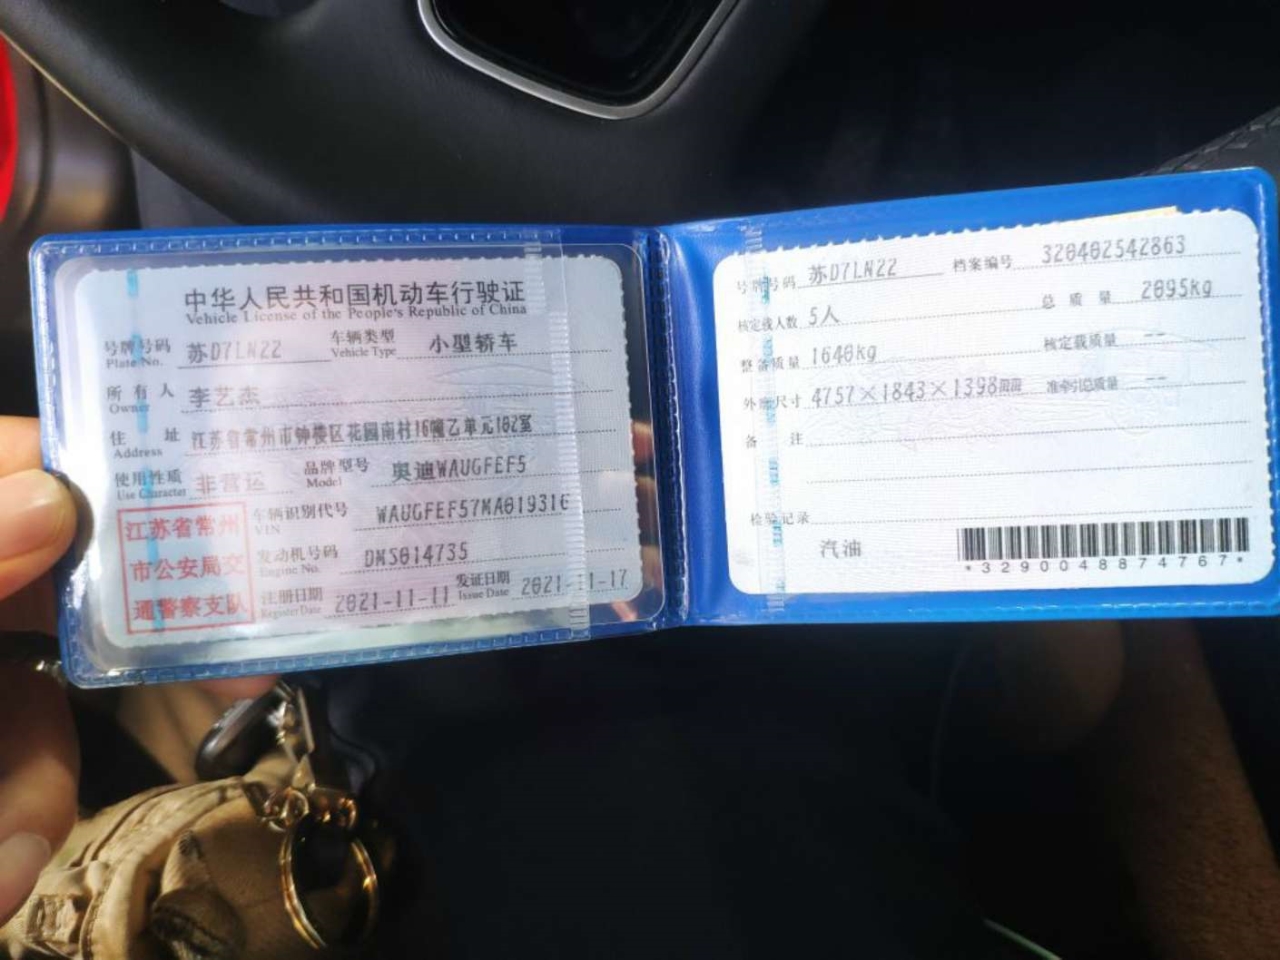 中华人民共和国机动车行驶证
Vehicle License of the People's Republic of China
号牌号码 苏D7LN22 车辆类型 小型轿车
Plate No. Vehicle Type
所有人 李艺杰
Owner
住址 江苏省常州市钟楼区花园南村16幢乙单元102室
Address
使用性质 非营运 品牌型号 奥迪WAUGFEF5
Use Character Model
江苏省常州
市公安局交
通警察支队
车辆识别代号 WAUGFEF57MA019316
VIN
发动机号码 DMS014735
Engine No.
注册日期 2021-11-11 发证日期 2021-11-17
Register Date Issue Date
号牌号码 苏D7LN22 档案编号 320402542863
核定载人数 5人 总质量 2095kg
整备质量 1640kg 核定载质量 --
外廓尺寸 4757×1843×1398mm 准牵引总质量 --
备注
检验记录
汽油
*3290048874767*